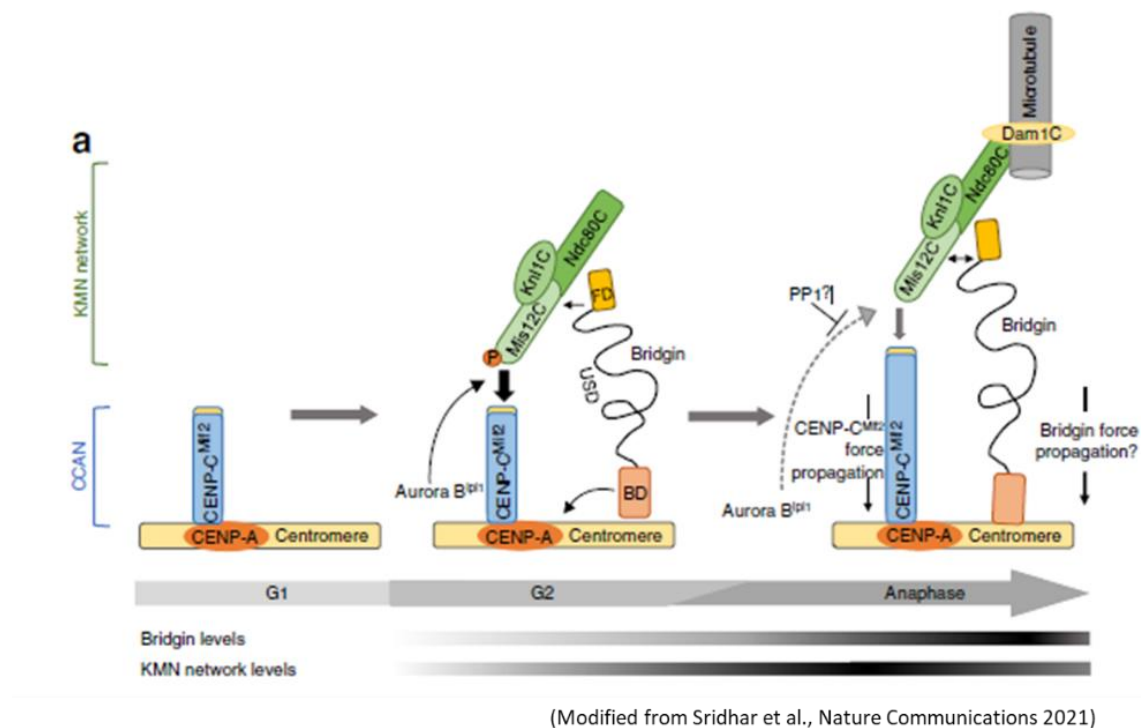 a
KMN network
CCAN
CENP-C^Mif2
CENP-A
Centromere
Ndc80C
Knl1C
Mis12C
P
FD
Bridgin
USD
Aurora B^Ipl1
CENP-C^Mif2
BD
CENP-A
Centromere
Microtubule
Dam1C
Ndc80C
Knl1C
Mis12C
PP1?
Bridgin
CENP-C^Mif2
force
propagation
CENP-C^Mif2
Bridgin force
propagation?
Aurora B^Ipl1
CENP-A
Centromere
G1
G2
Anaphase
Bridgin levels
KMN network levels
(Modified from Sridhar et al., Nature Communications 2021)